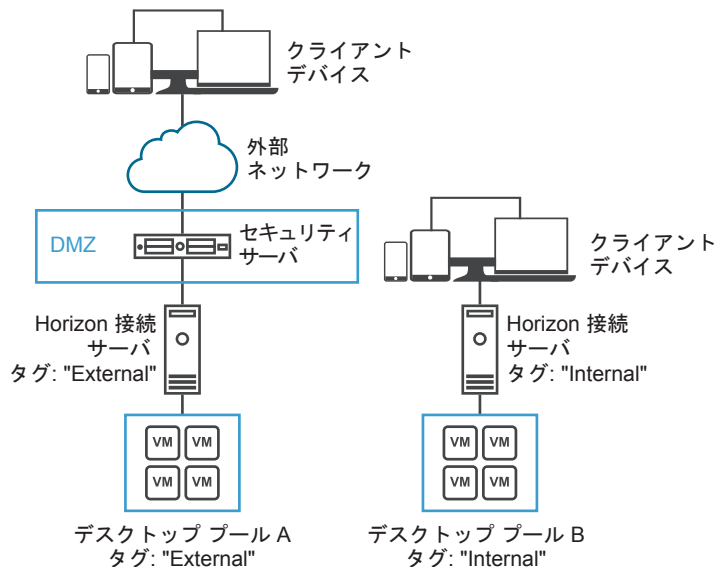 クライアント
デバイス
外部
ネットワーク
DMZ
セキュリティ
サーバ
クライアント
デバイス
Horizon 接続
サーバ
タグ: "External"
Horizon 接続
サーバ
タグ: "Internal"
VM VM
VM VM
VM VM
VM VM
デスクトップ プール A
タグ: "External"
デスクトップ プール B
タグ: "Internal"